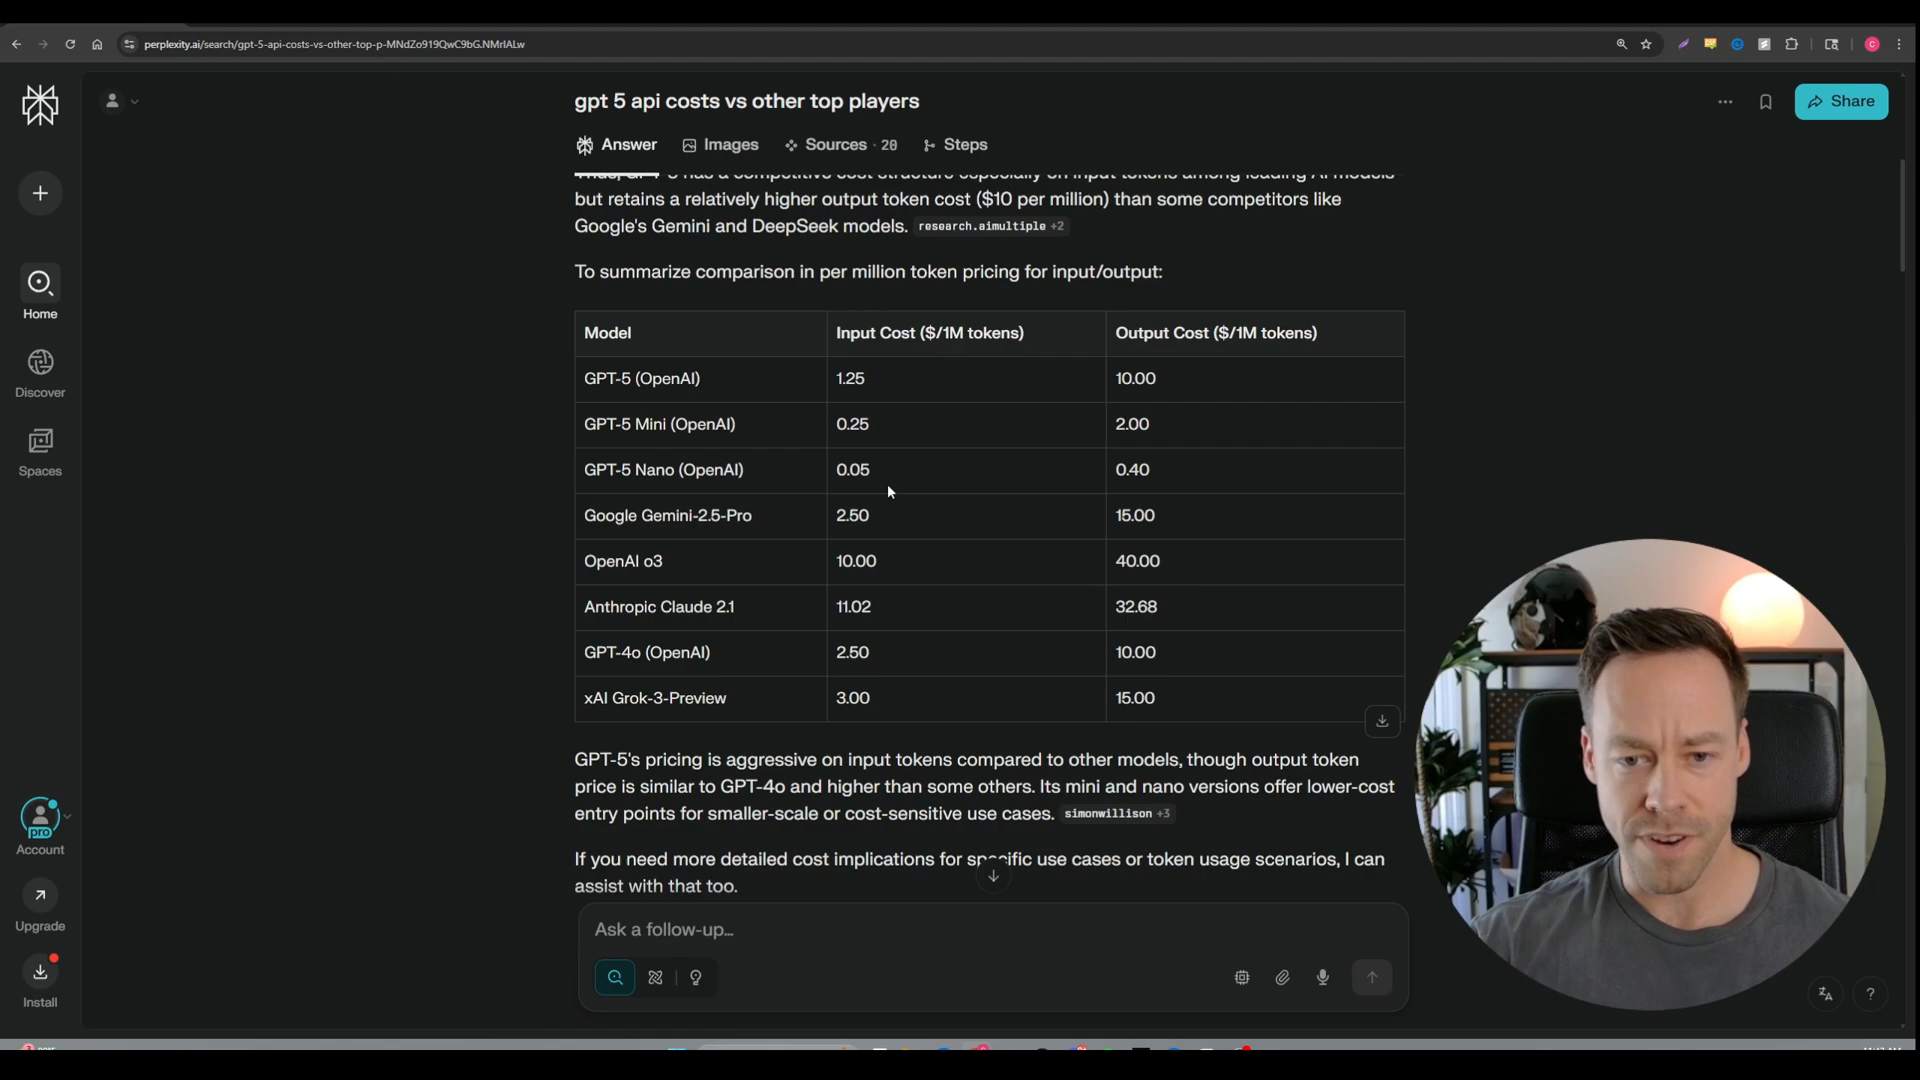 perplexity.ai/search/gpt-5-api-costs-vs-other-top-p-MNdZo919QwC9bG.NMrIALw
C
gpt 5 api costs vs other top players
Share
Answer
Images
Sources · 20
Steps
but retains a relatively higher output token cost ($10 per million) than some competitors like
Google's Gemini and DeepSeek models. research.aimultiple +2
To summarize comparison in per million token pricing for input/output:
Model Input Cost ($/1M tokens) Output Cost ($/1M tokens)
GPT-5 (OpenAI) 1.25 10.00
GPT-5 Mini (OpenAI) 0.25 2.00
GPT-5 Nano (OpenAI) 0.05 0.40
Google Gemini-2.5-Pro 2.50 15.00
OpenAI o3 10.00 40.00
Anthropic Claude 2.1 11.02 32.68
GPT-4o (OpenAI) 2.50 10.00
xAI Grok-3-Preview 3.00 15.00
GPT-5's pricing is aggressive on input tokens compared to other models, though output token
price is similar to GPT-4o and higher than some others. Its mini and nano versions offer lower-cost
entry points for smaller-scale or cost-sensitive use cases. simonwillison +3
If you need more detailed cost implications for specific use cases or token usage scenarios, I can
assist with that too.
Ask a follow-up...
Home
Discover
Spaces
pro
Account
Upgrade
Install
?